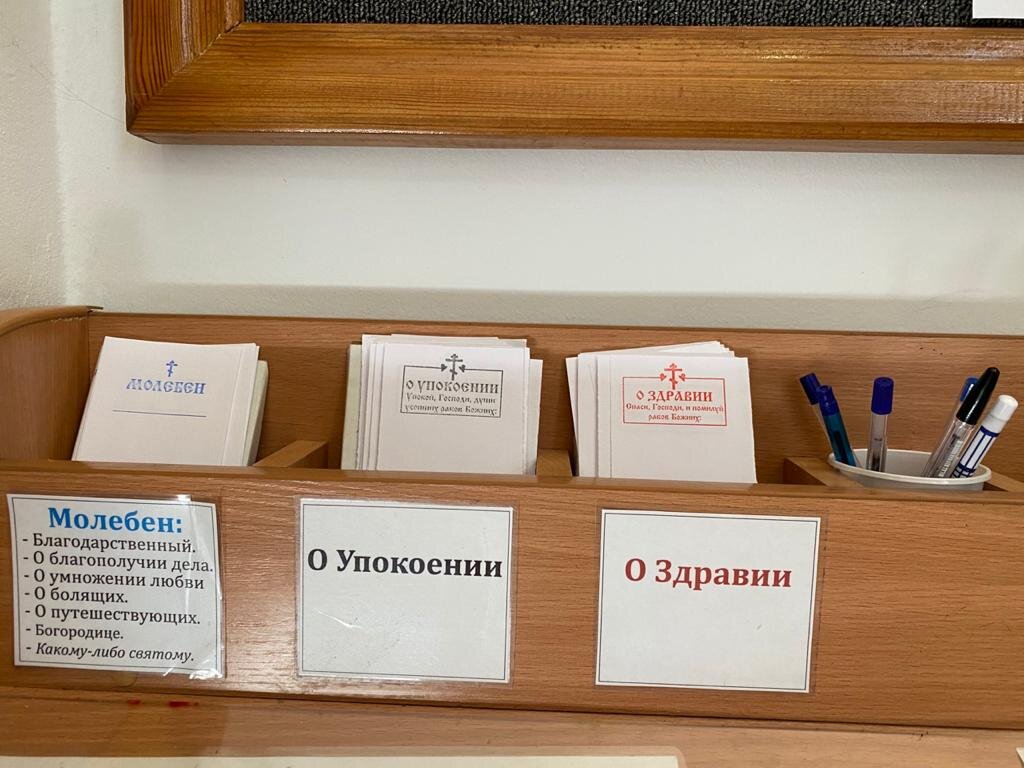 МОЛЕБЕН
О УПОКОЕНИИ
Упокой, Господи, души
усопших рабов Божиих:
О ЗДРАВИИ
Спаси, Господи, и помилуй
рабов Божиих:
Молебен:
- Благодарственный.
- О благополучии дела.
- О умножении любви
- О болящих.
- О путешествующих.
- Богородице.
- Какому-либо святому.
О Упокоении
О Здравии